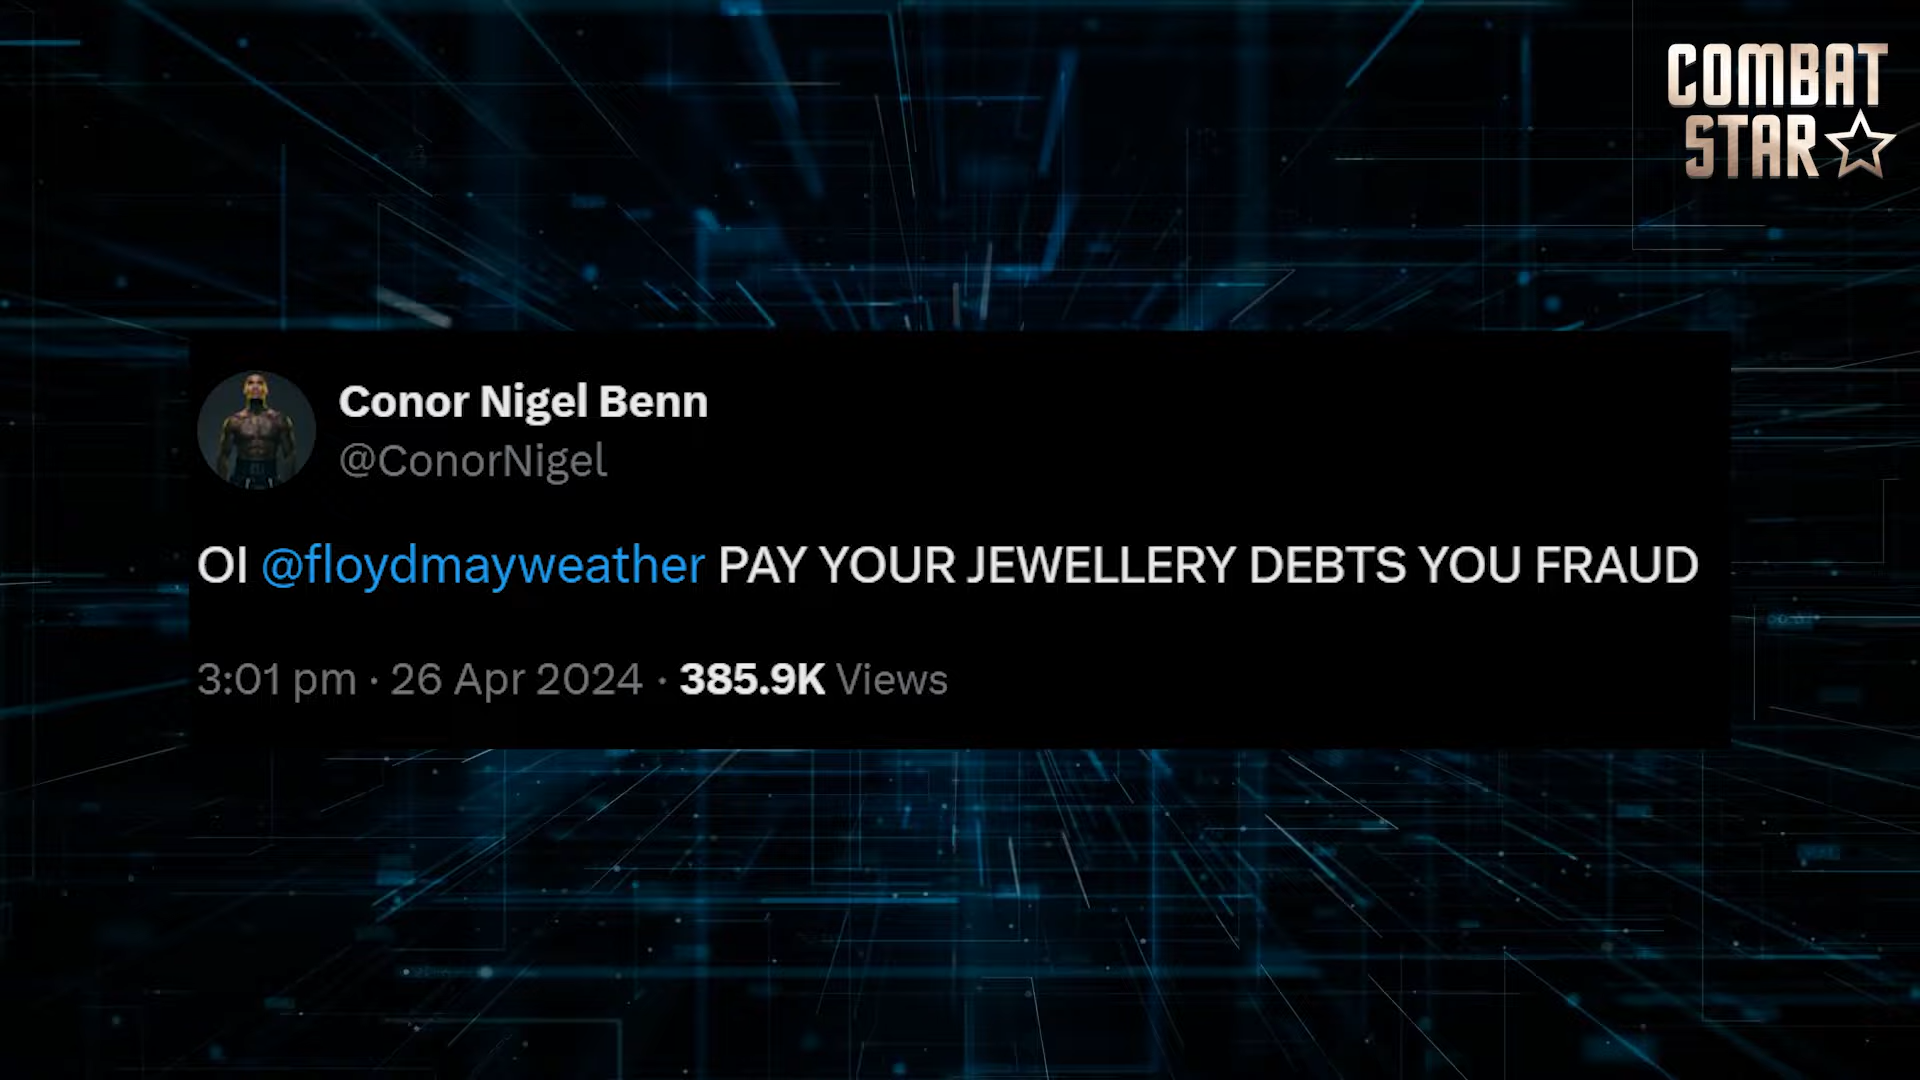 COMBAT
STAR
Conor Nigel Benn
@ConorNigel
OI @floydmayweather PAY YOUR JEWELLERY DEBTS YOU FRAUD
3:01 pm · 26 Apr 2024 · 385.9K Views